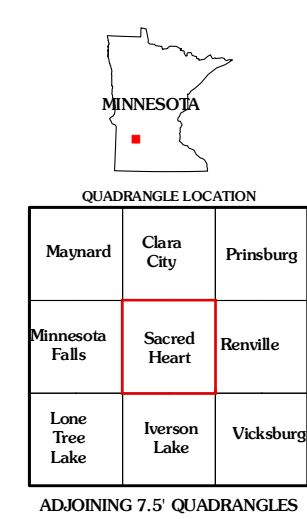 MINNESOTA
QUADRANGLE LOCATION
Maynard
Clara
City
Prinsburg
Minnesota
Falls
Sacred
Heart
Renville
Lone
Tree
Lake
Iverson
Lake
Vicksburg
ADJOINING 7.5' QUADRANGLES